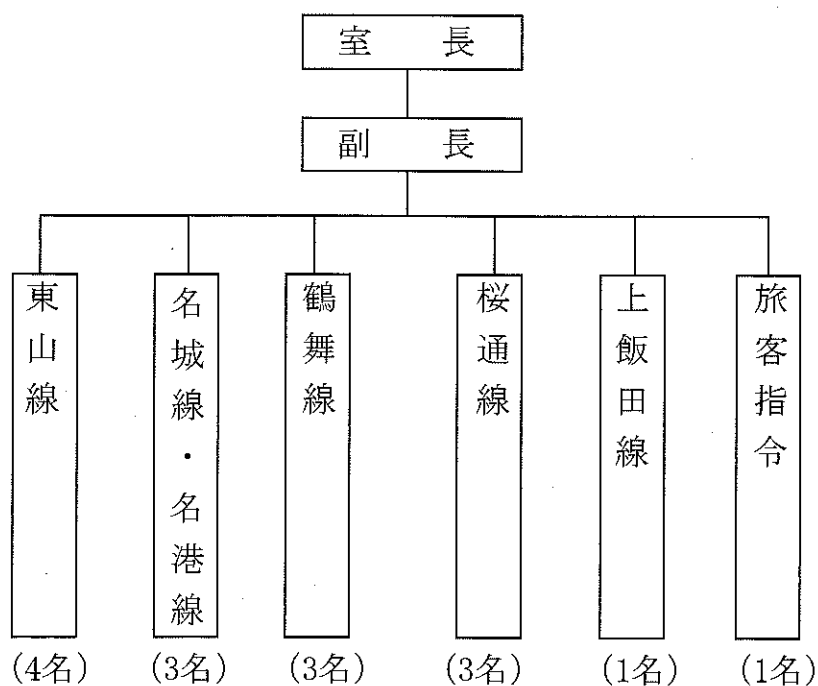 室長
副長
東山線
名城線・名港線
鶴舞線
桜通線
上飯田線
旅客指令
(4名)
(3名)
(3名)
(3名)
(1名)
(1名)